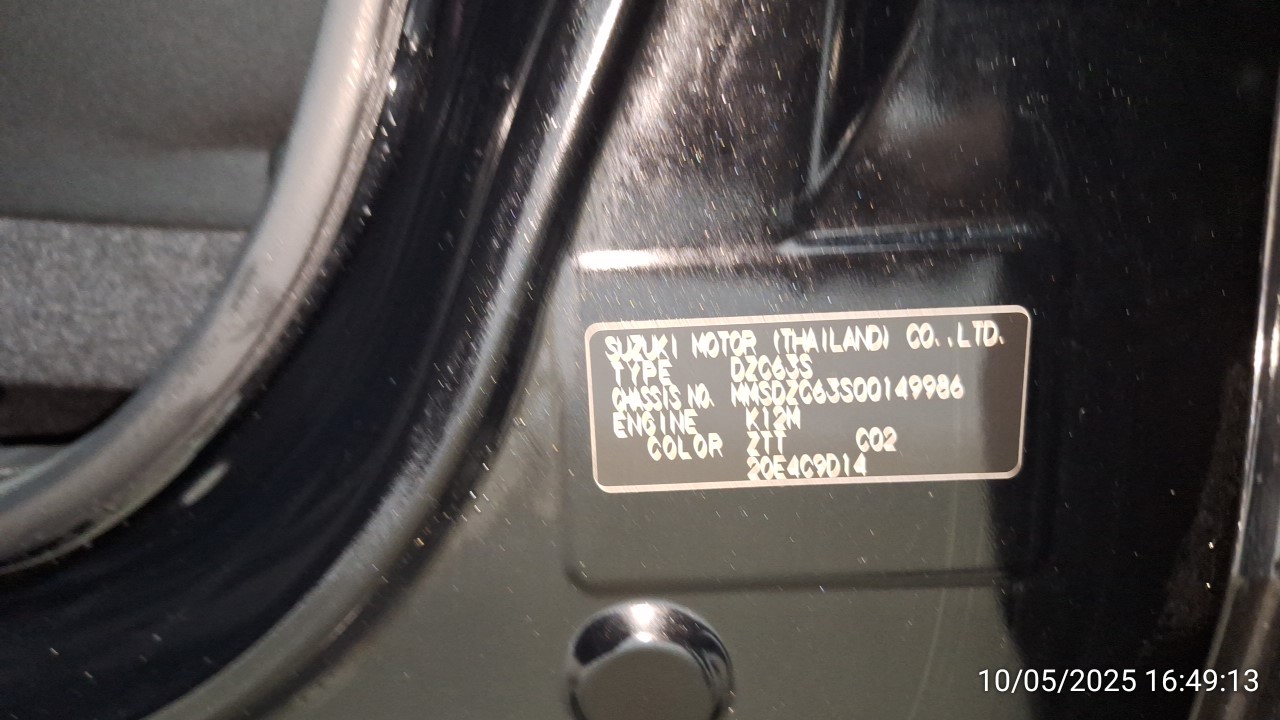 SUZUKI MOTOR (THAILAND) CO.,LTD.
TYPE DZC63S
CHASSIS NO. MMSDZC63S00149986
ENGINE K12M
COLOR ZTT C02
20E4C9D14
10/05/2025 16:49:13